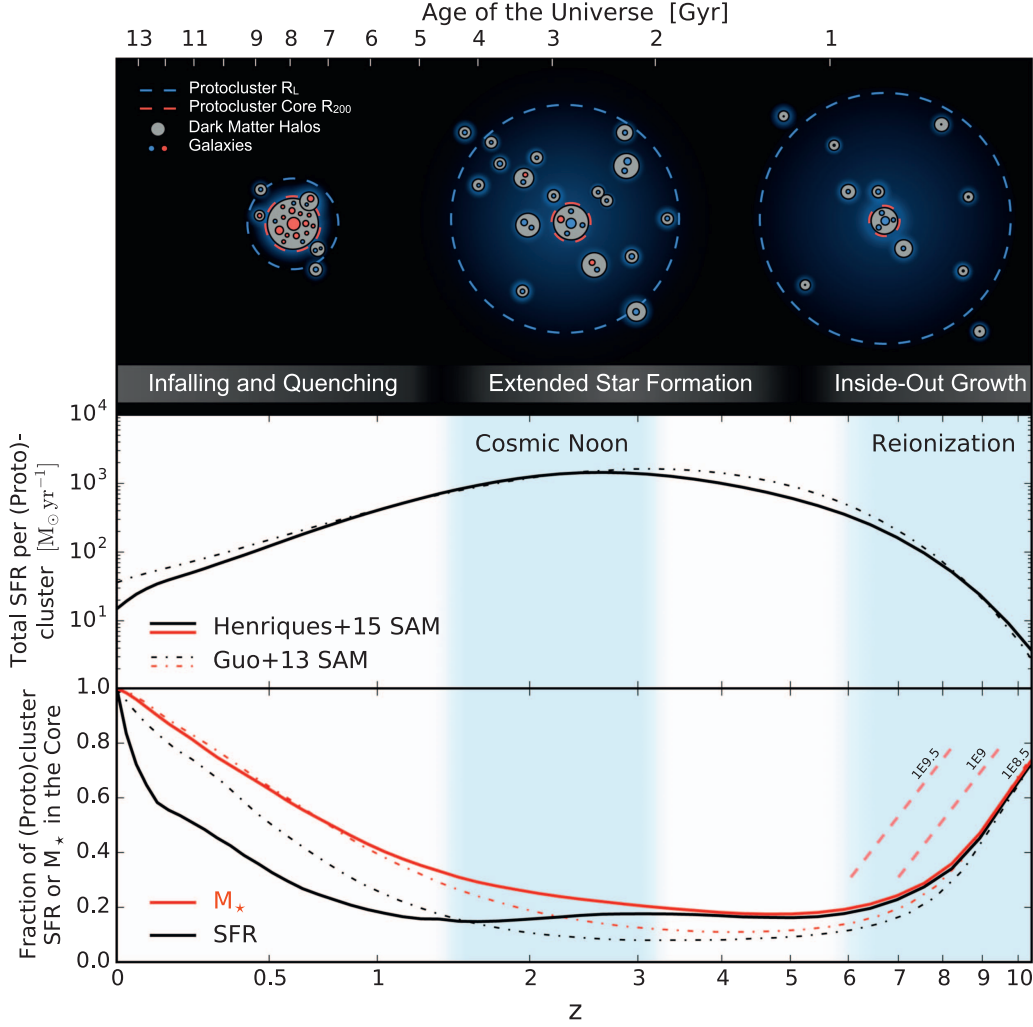 Age of the Universe [Gyr]
13 11 9 8 7 6 5 4 3 2 1
Protocluster R_L
Protocluster Core R_200
Dark Matter Halos
Galaxies
Infalling and Quenching
Extended Star Formation
Inside-Out Growth
Total SFR per (Proto)-
cluster [M_⊙ yr^{-1}]
10^4
10^3
10^2
10^1
Cosmic Noon
Reionization
Henriques+15 SAM
Guo+13 SAM
Fraction of (Proto)cluster
SFR or M_⋆ in the Core
1.0
0.8
0.6
0.4
0.2
0.0
1E9.5
1E9
1E8.5
M_⋆
SFR
0 0.5 1 2 3 4 5 6 7 8 9 10
z